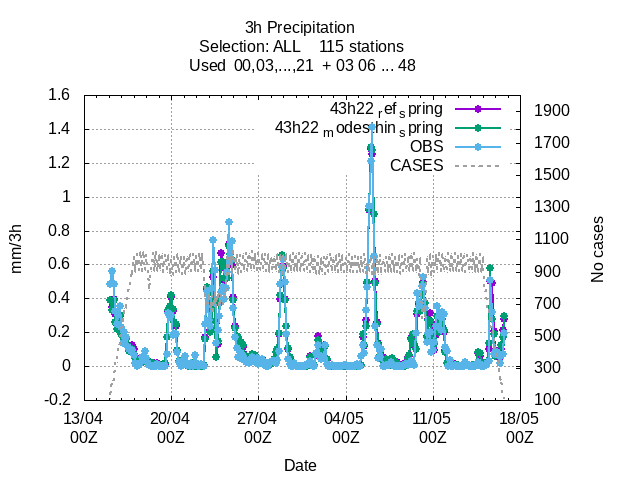 3h Precipitation
Selection: ALL    115 stations
Used  00,03,...,21  + 03 06 ... 48
43h22 ref spring
43h22 modeshin spring
OBS
CASES
1.6
1.4
1.2
1
0.8
0.6
0.4
0.2
0
-0.2
mm/3h
1900
1700
1500
1300
1100
900
700
500
300
100
No cases
13/04 20/04 27/04 04/05 11/05 18/05
00Z 00Z 00Z 00Z 00Z 00Z
Date